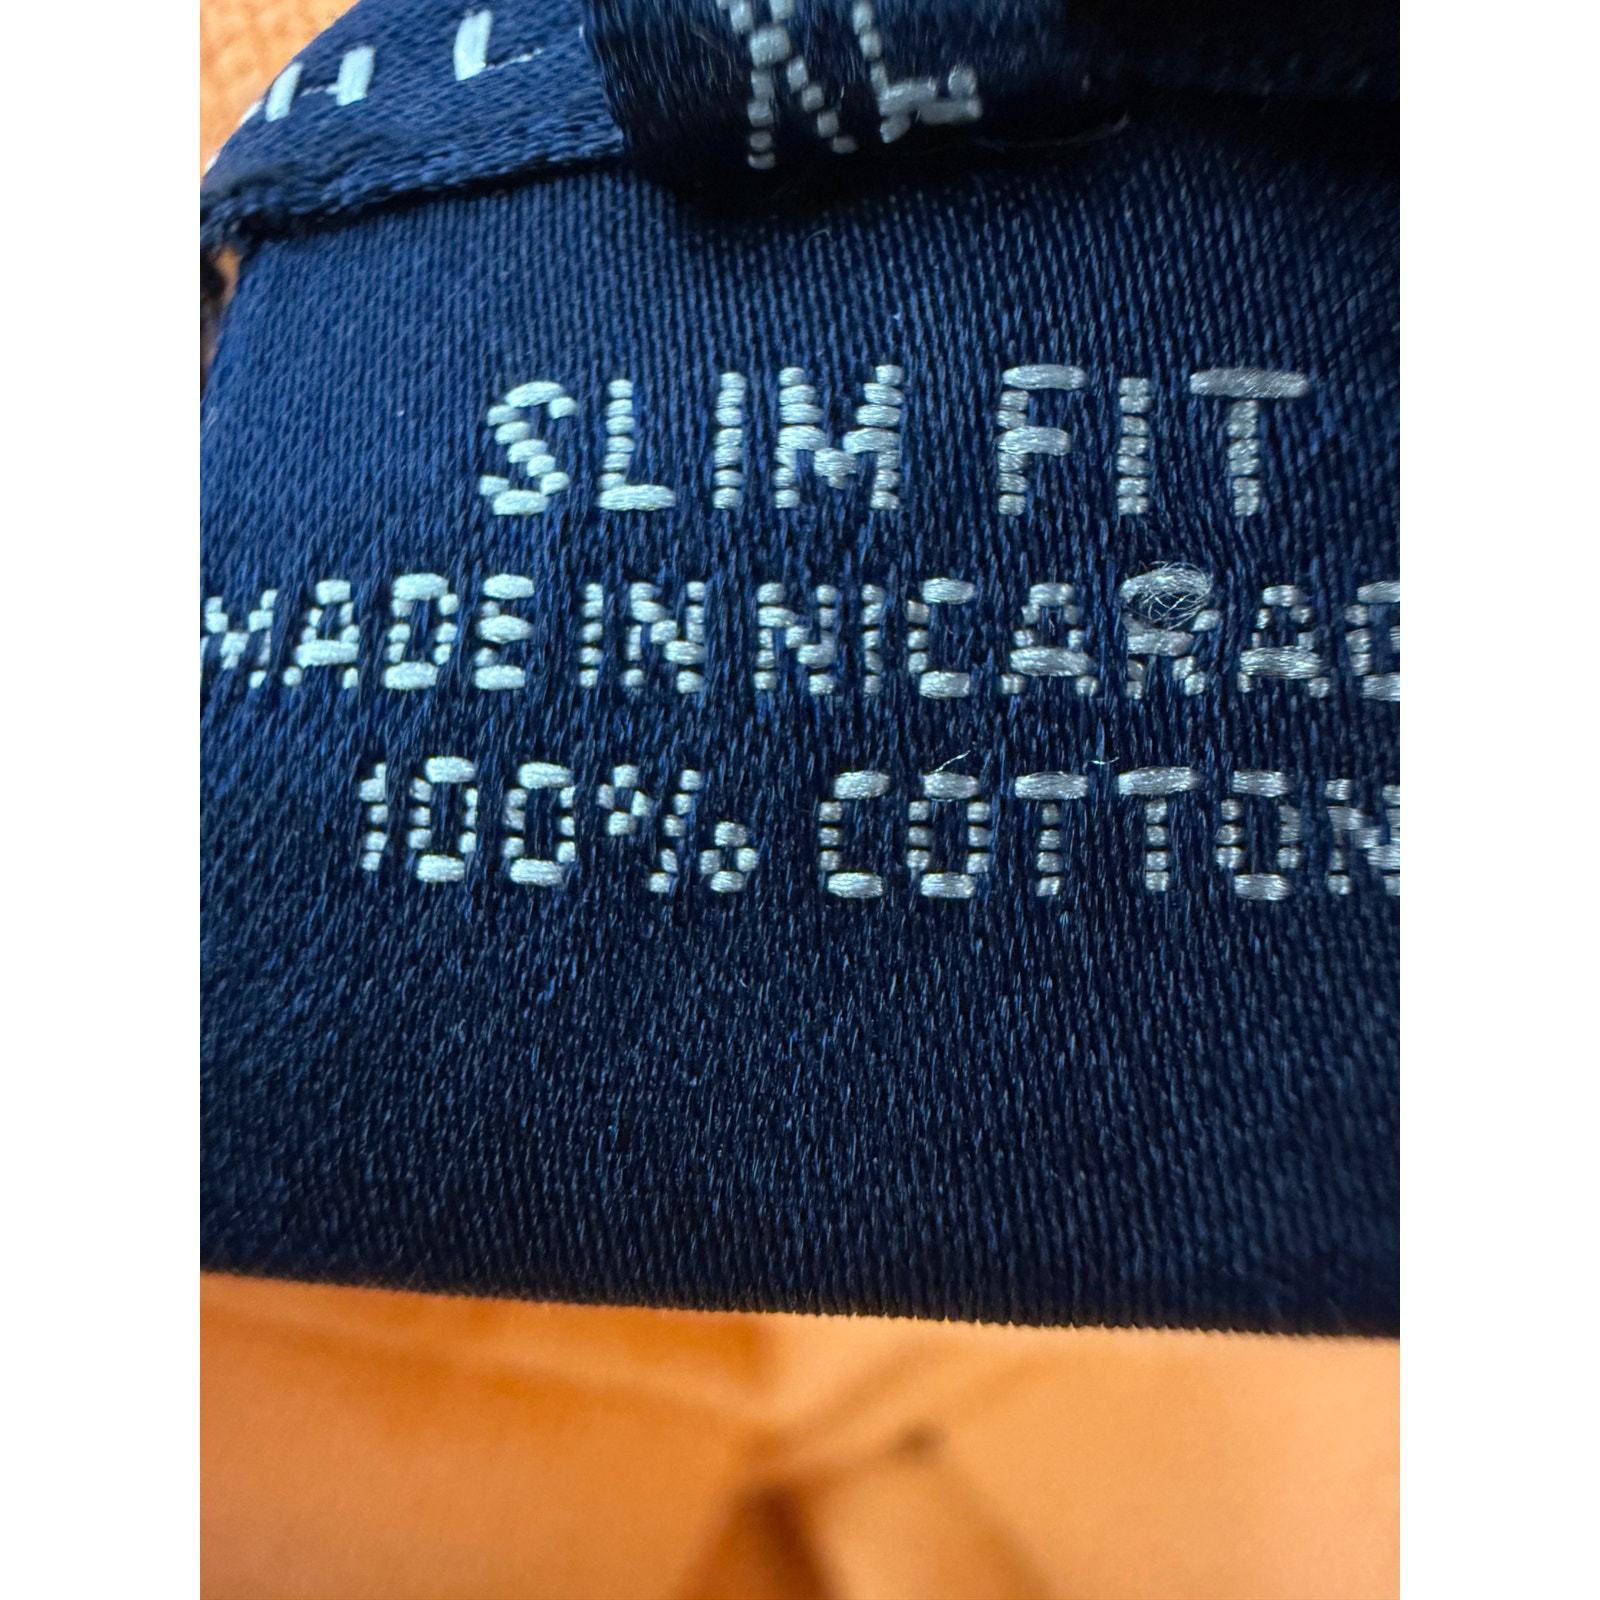 SLIM FIT
MADE IN NICARAG
100% COTTON